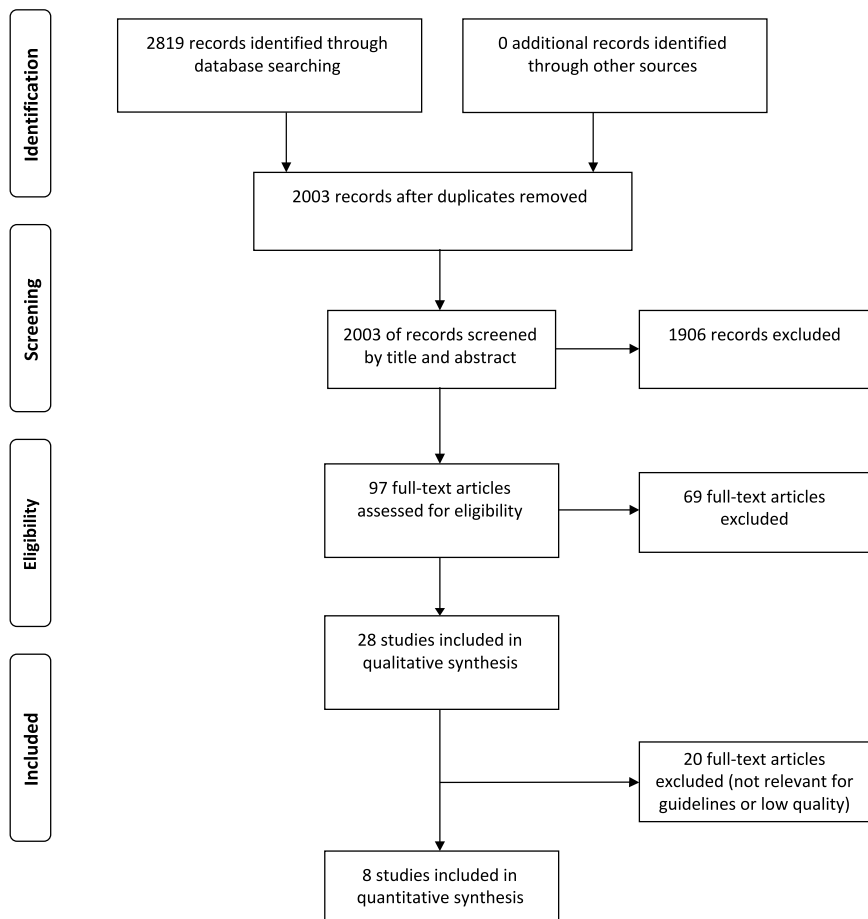 Identification
2819 records identified through
database searching
0 additional records identified
through other sources
2003 records after duplicates removed
Screening
2003 of records screened
by title and abstract
1906 records excluded
Eligibility
97 full-text articles
assessed for eligibility
69 full-text articles
excluded
28 studies included in
qualitative synthesis
Included
20 full-text articles
excluded (not relevant for
guidelines or low quality)
8 studies included in
quantitative synthesis